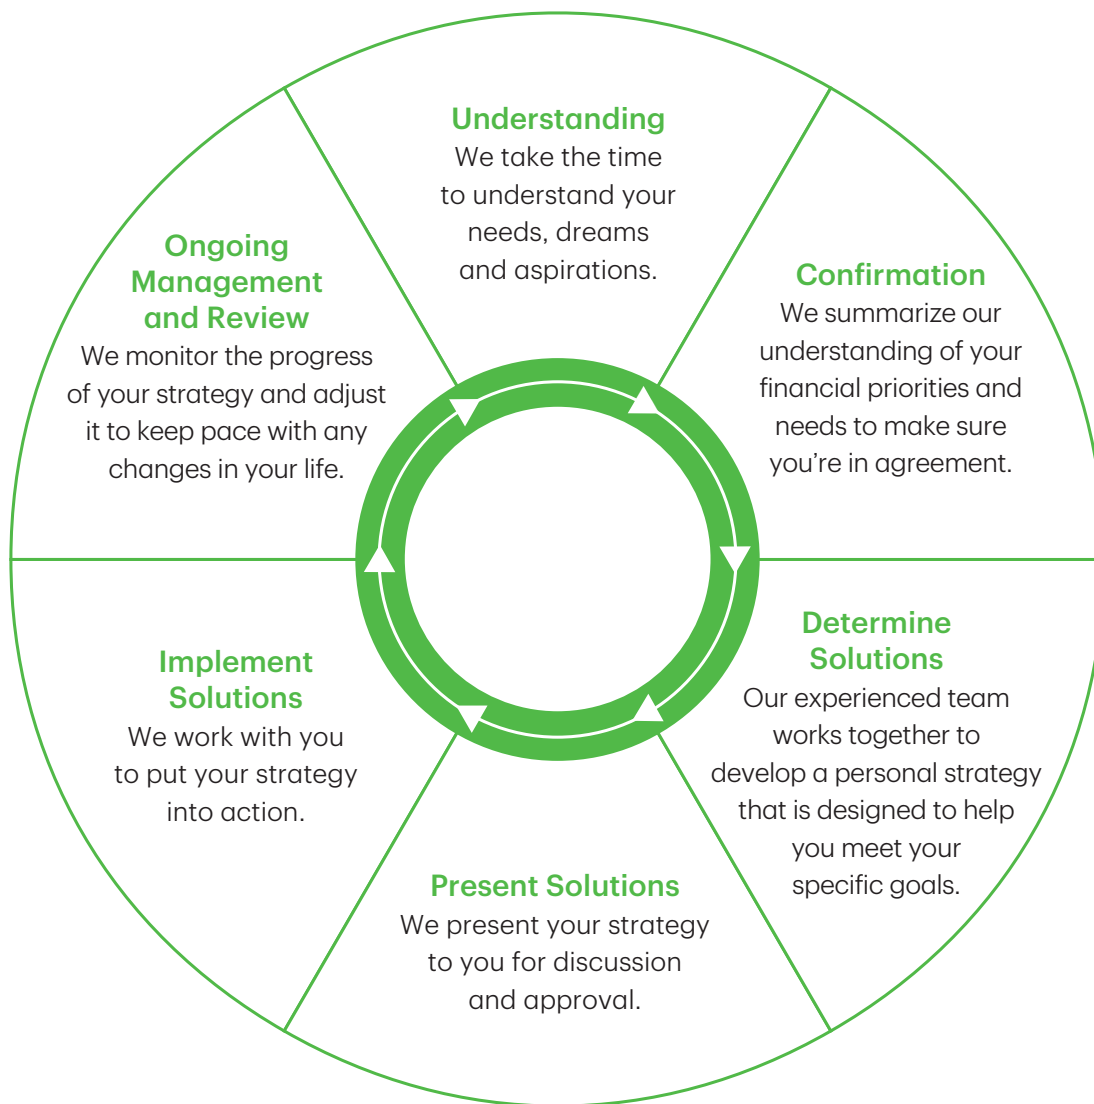 Understanding
We take the time
to understand your
needs, dreams
and aspirations.
Confirmation
We summarize our
understanding of your
financial priorities and
needs to make sure
you’re in agreement.
Determine
Solutions
Our experienced team
works together to
develop a personal strategy
that is designed to help
you meet your
specific goals.
Present Solutions
We present your strategy
to you for discussion
and approval.
Implement
Solutions
We work with you
to put your strategy
into action.
Ongoing
Management
and Review
We monitor the progress
of your strategy and adjust
it to keep pace with any
changes in your life.